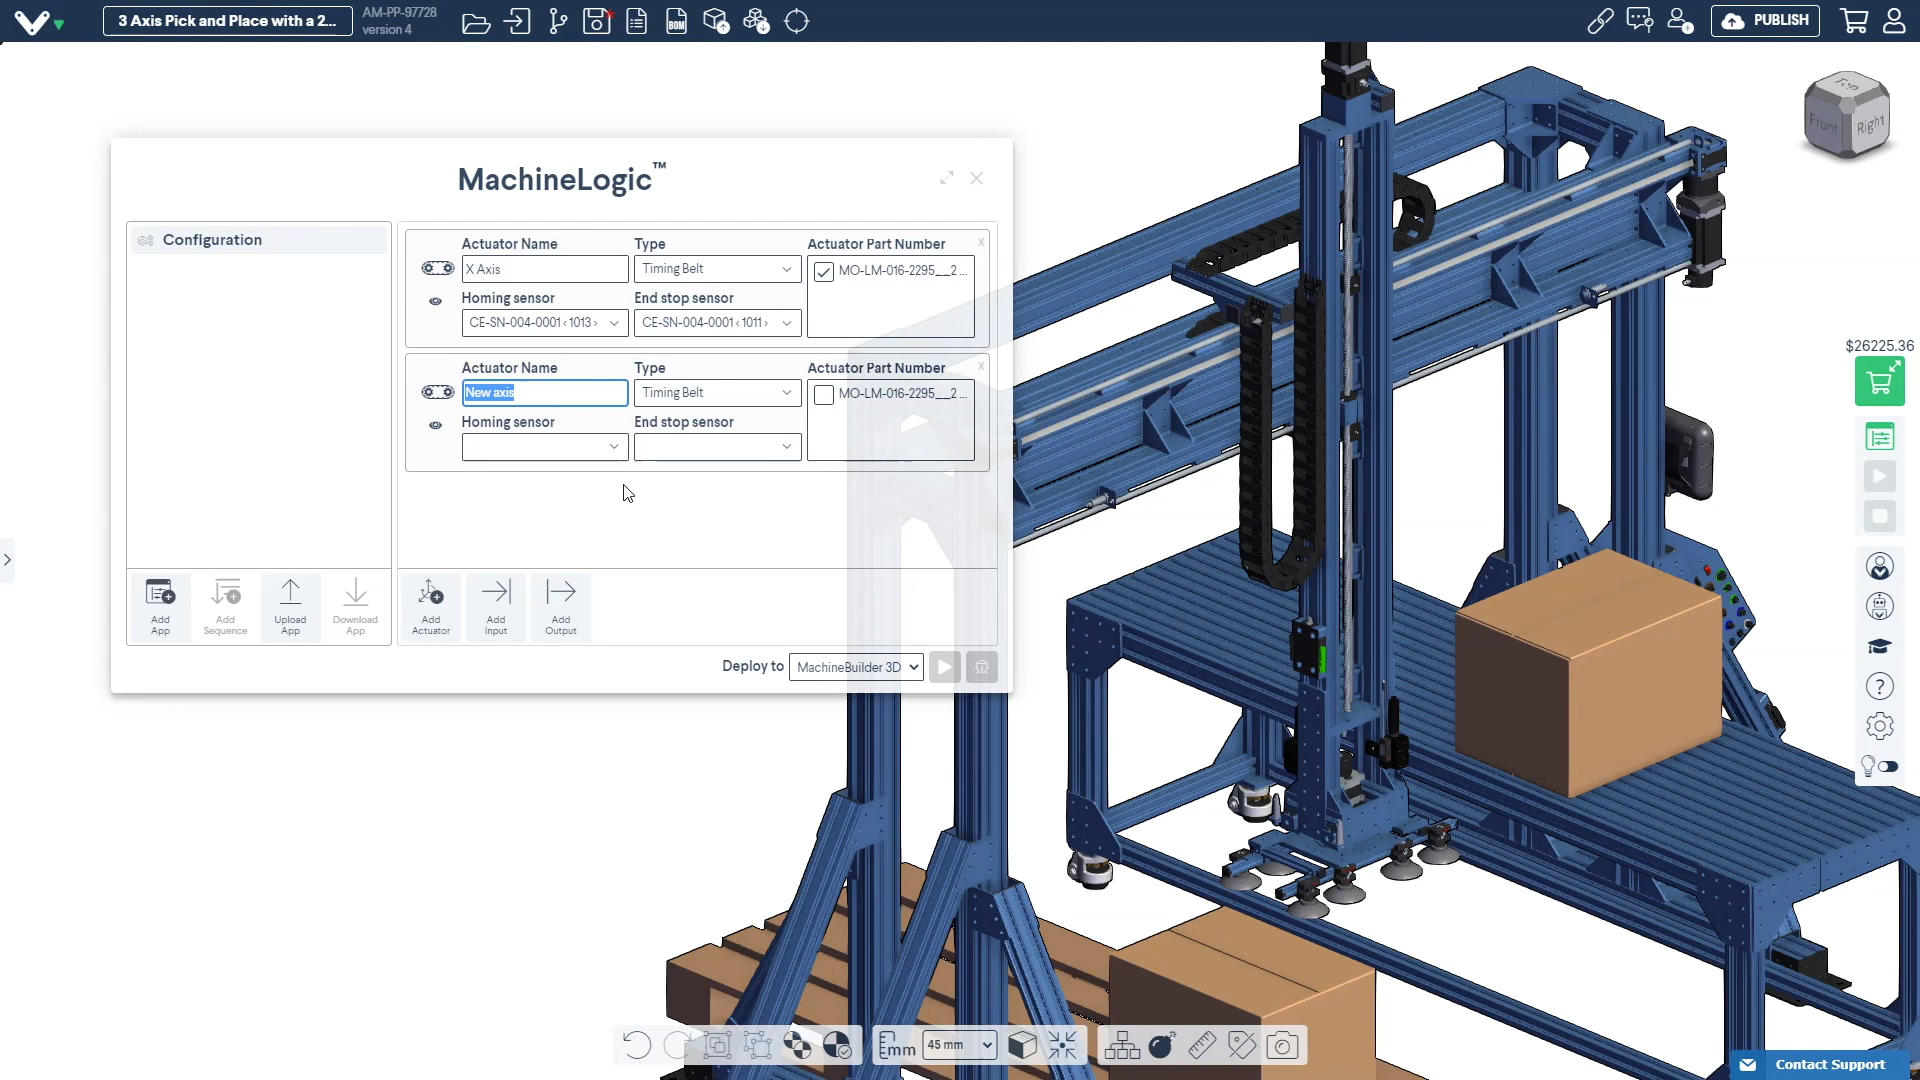 3 Axis Pick and Place with a 2...
AM-PP-97728
version 4
BOM
PUBLISH
Top
Front
Right
MachineLogic™
Configuration
Actuator Name
Type
Actuator Part Number
x
X Axis
Timing Belt
MO-LM-016-2295__2 ...
Homing sensor
End stop sensor
CE-SN-004-0001 ‹ 1013 ›
CE-SN-004-0001 ‹ 1011 ›
Actuator Name
Type
Actuator Part Number
x
New axis
Timing Belt
MO-LM-016-2295__2 ...
Homing sensor
End stop sensor
$26225.36
Add
App
Add
Sequence
Upload
App
Download
App
Add
Actuator
Add
Input
Add
Output
Deploy to
MachineBuilder 3D
mm
45 mm
?
Contact Support